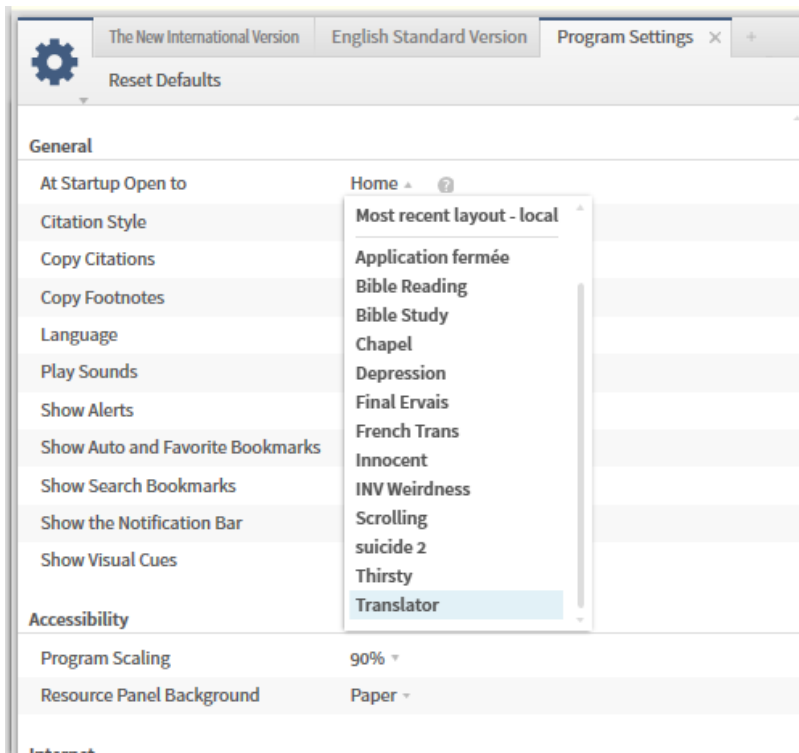 The New International Version English Standard Version Program Settings
Reset Defaults
General
At Startup Open to Home
Most recent layout - local
Citation Style
Application fermée
Copy Citations
Bible Reading
Copy Footnotes
Bible Study
Language
Chapel
Play Sounds
Depression
Show Alerts
Final Ervais
French Trans
Show Auto and Favorite Bookmarks
Innocent
Show Search Bookmarks
INV Weirdness
Show the Notification Bar
Scrolling
Show Visual Cues
suicide 2
Thirsty
Translator
Accessibility
Program Scaling 90%
Resource Panel Background Paper
Internet